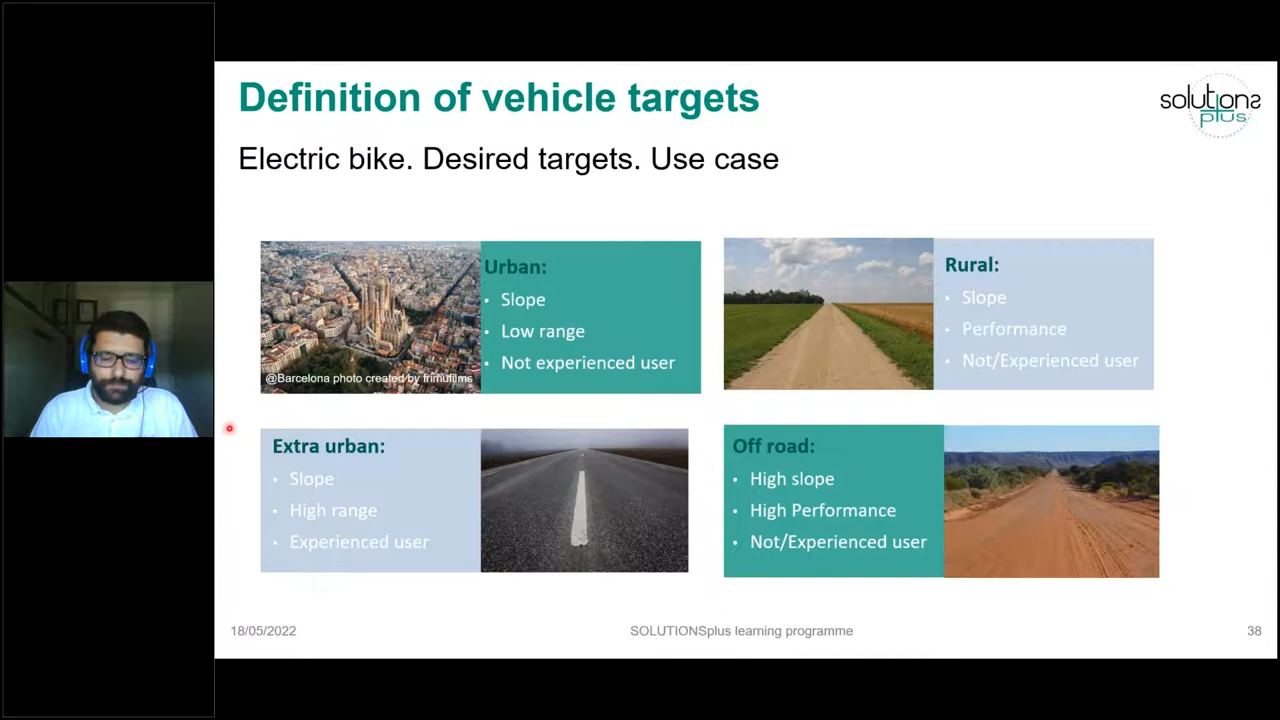 Definition of vehicle targets
solutions
plus
Electric bike. Desired targets. Use case
Urban:
• Slope
• Low range
• Not experienced user
@Barcelona photo created by frimufilms
Rural:
• Slope
• Performance
• Not/Experienced user
Extra urban:
• Slope
• High range
• Experienced user
Off road:
• High slope
• High Performance
• Not/Experienced user
18/05/2022
SOLUTIONSplus learning programme
38